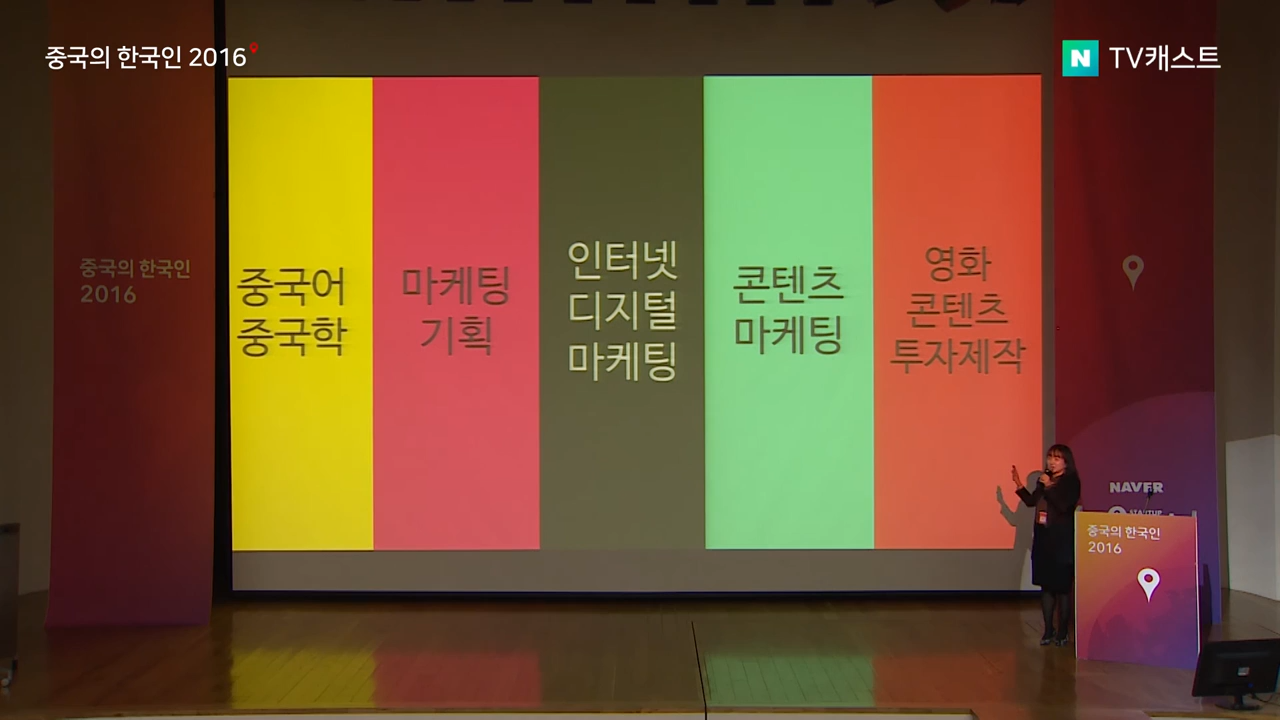 중국의 한국인 2016
N TV캐스트
중국의 한국인
2016
중국어
중국학
마케팅
기획
인터넷
디지털
마케팅
콘텐츠
마케팅
영화
콘텐츠
투자제작
NAVER
STARTUP
중국의 한국인
2016